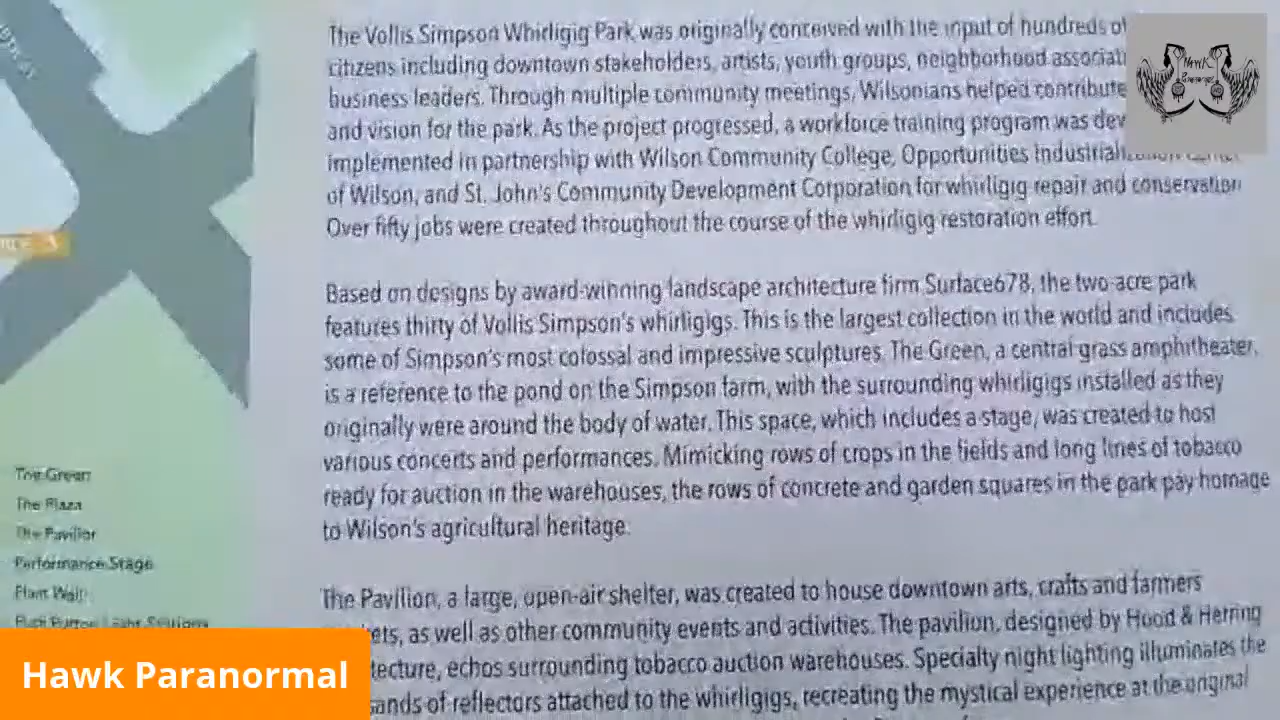 The Vollis Simpson Whirligig Park was originally conceived with the input of hundreds of
citizens including downtown stakeholders, artists, youth groups, neighborhood
business leaders. Through multiple community meetings, Wilsonians helped contribute
and vision for the park. As the project progressed, a workforce training program was
implemented in partnership with Wilson Community College, Opportunities
of Wilson, and St. John's Community Development Corporation for whirligig repair and conservation
Over fifty jobs were created throughout the course of the whirligig restoration effort.
Based on designs by award-winning landscape architecture firm Surface678, the two-acre park
features thirty of Vollis Simpson's whirligigs. This is the largest collection in the world and includes
some of Simpson's most colossal and impressive sculptures. The Green, a central grass amphitheater,
is a reference to the pond on the Simpson farm, with the surrounding whirligigs installed as they
originally were around the body of water. This space, which includes a stage, was created to host
various concerts and performances. Mimicking rows of crops in the fields and long lines of tobacco
ready for auction in the warehouses, the rows of concrete and garden squares in the park pay homage
to Wilson's agricultural heritage.
The Pavilion, a large, open-air shelter, was created to house downtown arts, crafts and farmers
ets, as well as other community events and activities. The pavilion, designed by Hood & Herring
tecture, echos surrounding tobacco auction warehouses. Specialty night lighting illuminates the
sands of reflectors attached to the whirligigs, recreating the mystical experience at the original
The Green
The Plaza
The Pavilion
Performance Stage
Hawk Paranormal